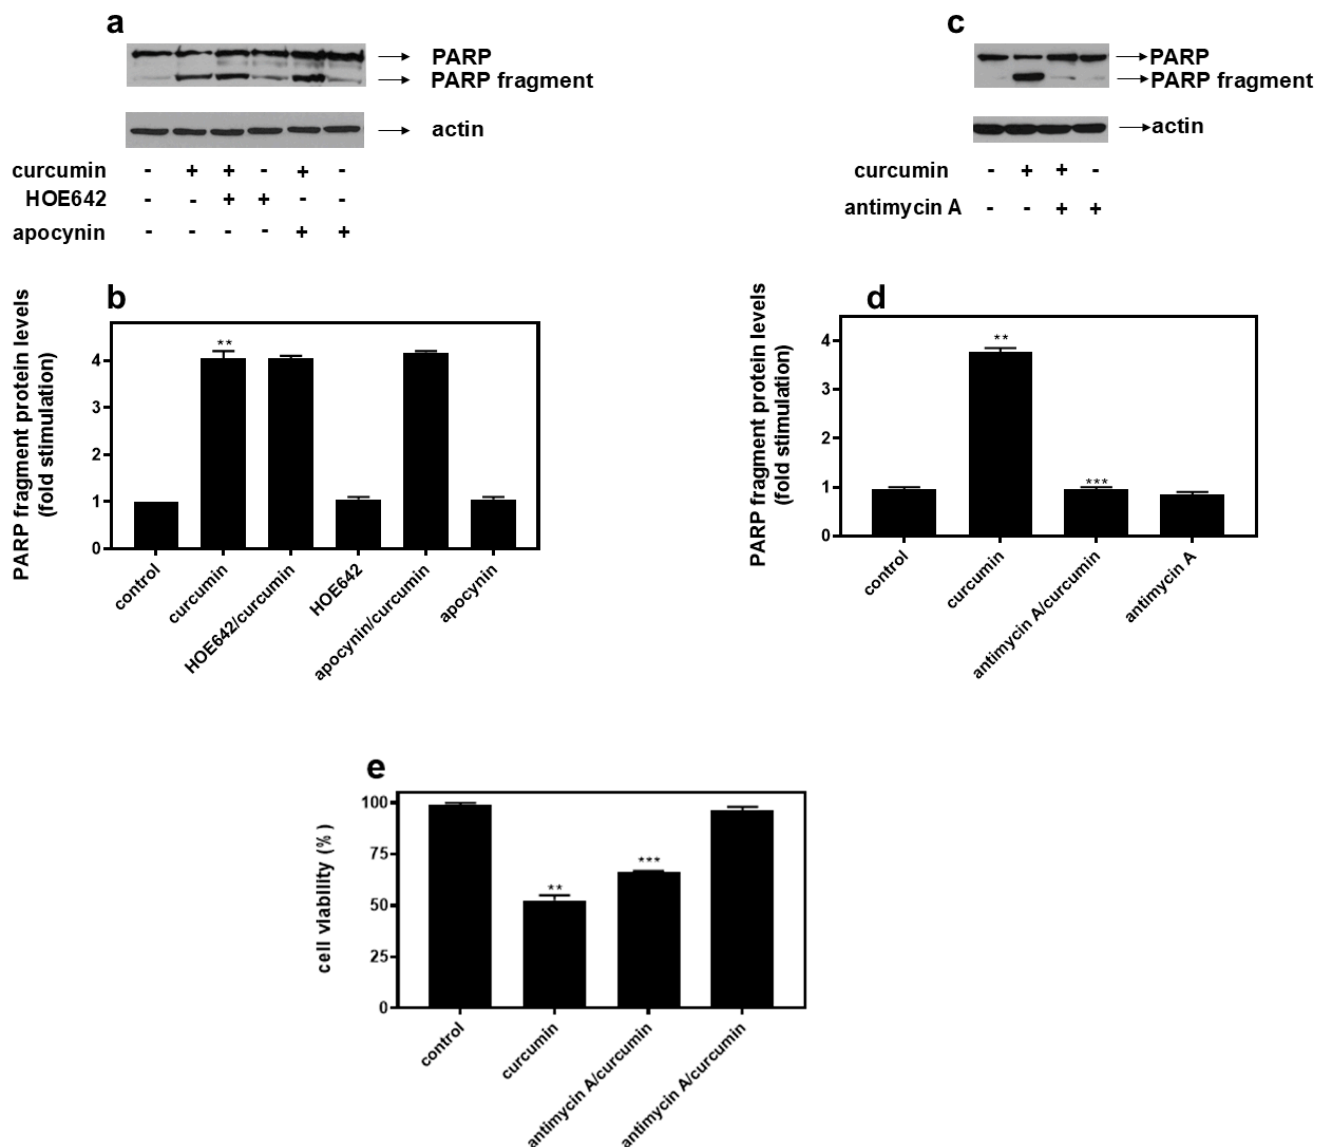 a
PARP
PARP fragment
actin
curcumin - + + - + -
HOE642 - - + + - -
apocynin - - - - + +
c
PARP
PARP fragment
actin
curcumin - + + -
antimycin A - - + +
b
PARP fragment protein levels
(fold stimulation)
4
3
2
1
0
**
control
curcumin
HOE642/curcumin
HOE642
apocynin/curcumin
apocynin
d
PARP fragment protein levels
(fold stimulation)
4
3
2
1
0
**
***
control
curcumin
antimycin A/curcumin
antimycin A
e
cell viability (%)
100
75
50
25
0
**
***
control
curcumin
antimycin A/curcumin
antimycin A/curcumin